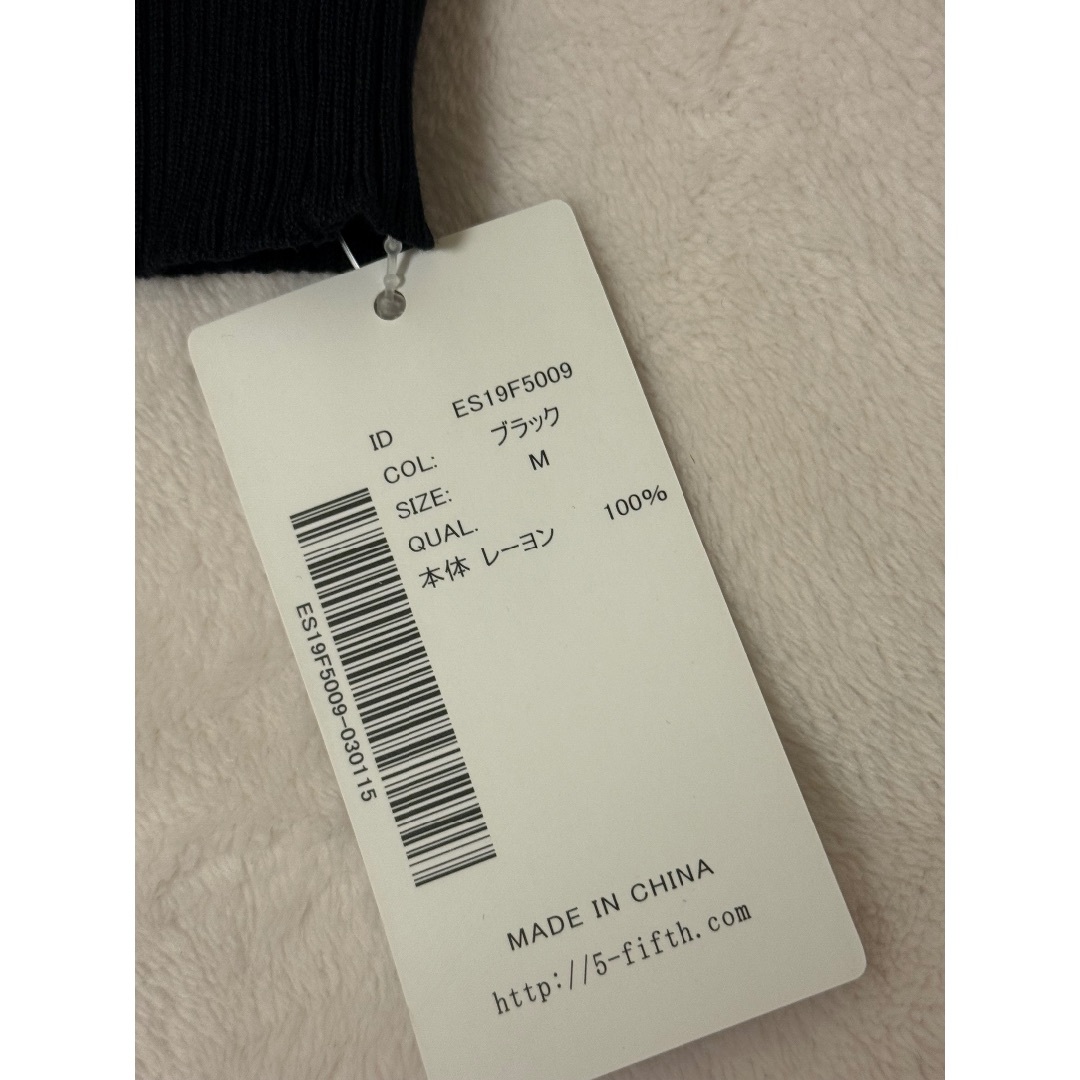 ID ES19F5009
COL: ブラック
SIZE: M
QUAL.
本体 レーヨン 100%
ES19F5009-030115
MADE IN CHINA
http://5-fifth.com